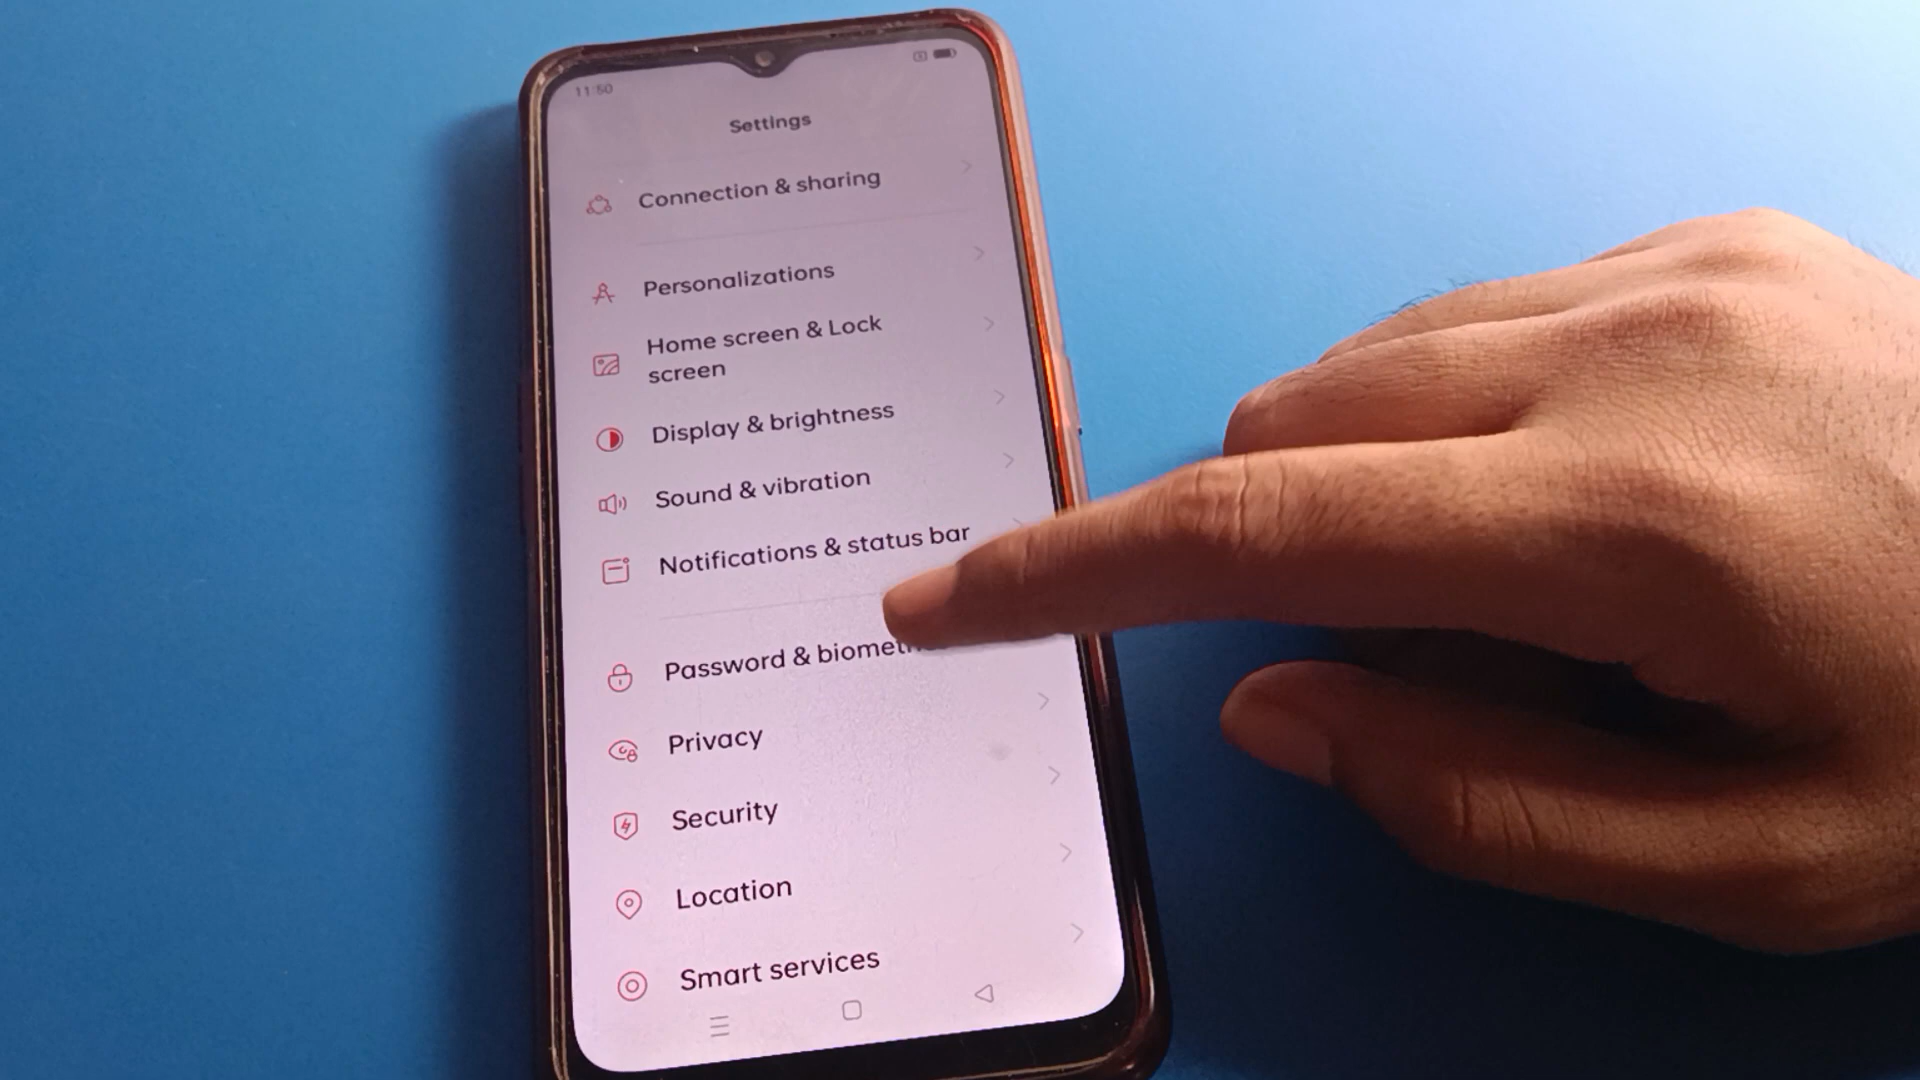 11:50
Settings
Connection & sharing
Personalizations
Home screen & Lock
screen
Display & brightness
Sound & vibration
Notifications & status bar
Password &
Privacy
Security
Location
Smart services